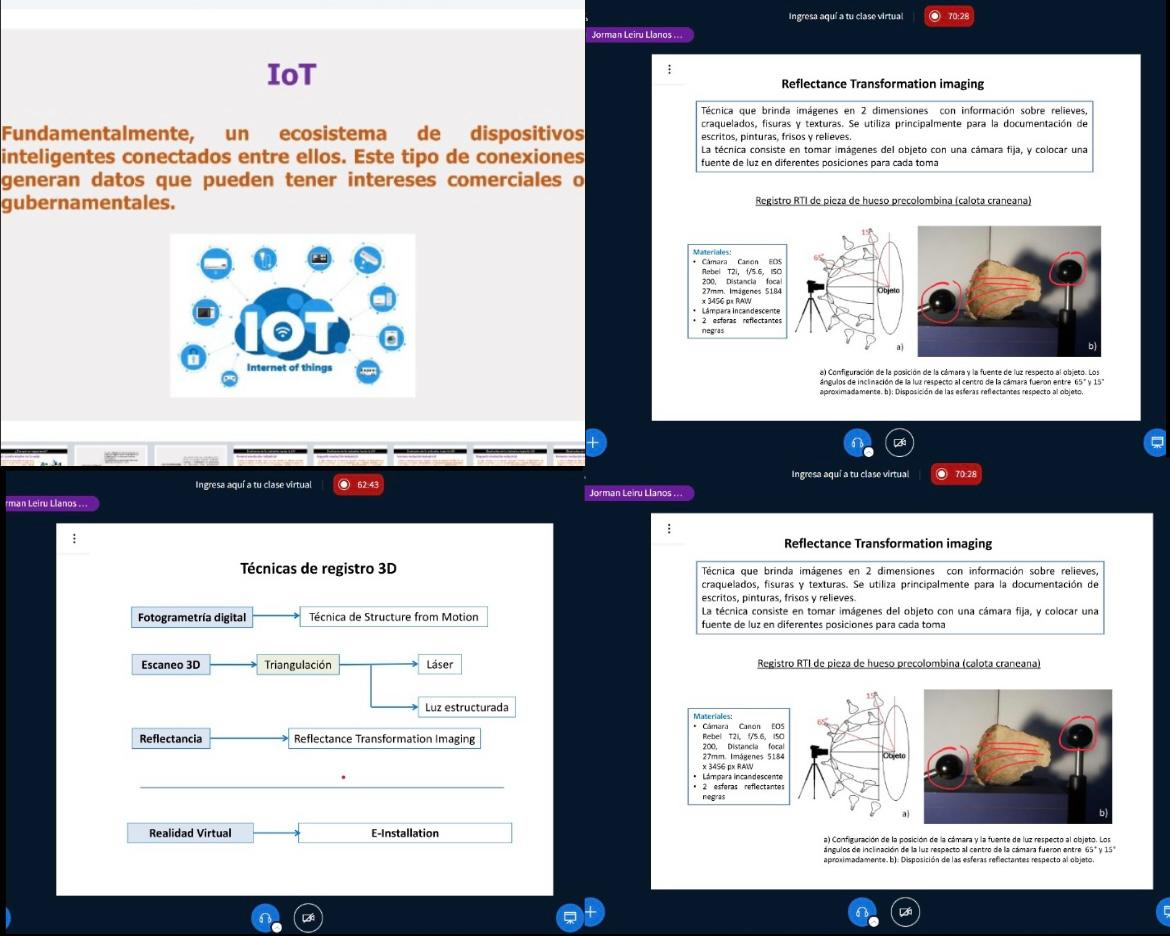 IoT
Fundamentalmente, un ecosistema de dispositivos
inteligentes conectados entre ellos. Este tipo de conexiones
generan datos que pueden tener intereses comerciales o
gubernamentales.
IOT
Internet of things
Ingresa aquí a tu clase virtual
70:28
Jorman Leiru Llanos ...
Reflectance Transformation imaging
Técnica que brinda imágenes en 2 dimensiones con información sobre relieves,
craquelados, fisuras y texturas. Se utiliza principalmente para la documentación de
escritos, pinturas, frisos y relieves.
La técnica consiste en tomar imágenes del objeto con una cámara fija, y colocar una
fuente de luz en diferentes posiciones para cada toma
Registro RTI de pieza de hueso precolombina (calota craneana)
Materiales:
• Cámara Canon EOS
Rebel T2i, f/5.6, ISO
200, Distancia focal
27mm. Imágenes 5184
x 3456 px RAW
• Lámpara incandescente
• 2 esferas reflectantes
negras
15°
65°
Objeto
a)
b)
a) Configuración de la posición de la cámara y la fuente de luz respecto al objeto. Los
ángulos de inclinación de la luz respecto al centro de la cámara fueron entre 65° y 15°
aproximadamente. b): Disposición de las esferas reflectantes respecto al objeto.
Ingresa aquí a tu clase virtual
62:43
rman Leiru Llanos ...
Técnicas de registro 3D
Fotogrametría digital
Técnica de Structure from Motion
Escaneo 3D
Triangulación
Láser
Luz estructurada
Reflectancia
Reflectance Transformation Imaging
Realidad Virtual
E-Installation
Ingresa aquí a tu clase virtual
70:28
Jorman Leiru Llanos ...
Reflectance Transformation imaging
Técnica que brinda imágenes en 2 dimensiones con información sobre relieves,
craquelados, fisuras y texturas. Se utiliza principalmente para la documentación de
escritos, pinturas, frisos y relieves.
La técnica consiste en tomar imágenes del objeto con una cámara fija, y colocar una
fuente de luz en diferentes posiciones para cada toma
Registro RTI de pieza de hueso precolombina (calota craneana)
Materiales:
• Cámara Canon EOS
Rebel T2i, f/5.6, ISO
200, Distancia focal
27mm. Imágenes 5184
x 3456 px RAW
• Lámpara incandescente
• 2 esferas reflectantes
negras
15°
65°
Objeto
a)
b)
a) Configuración de la posición de la cámara y la fuente de luz respecto al objeto. Los
ángulos de inclinación de la luz respecto al centro de la cámara fueron entre 65° y 15°
aproximadamente. b): Disposición de las esferas reflectantes respecto al objeto.